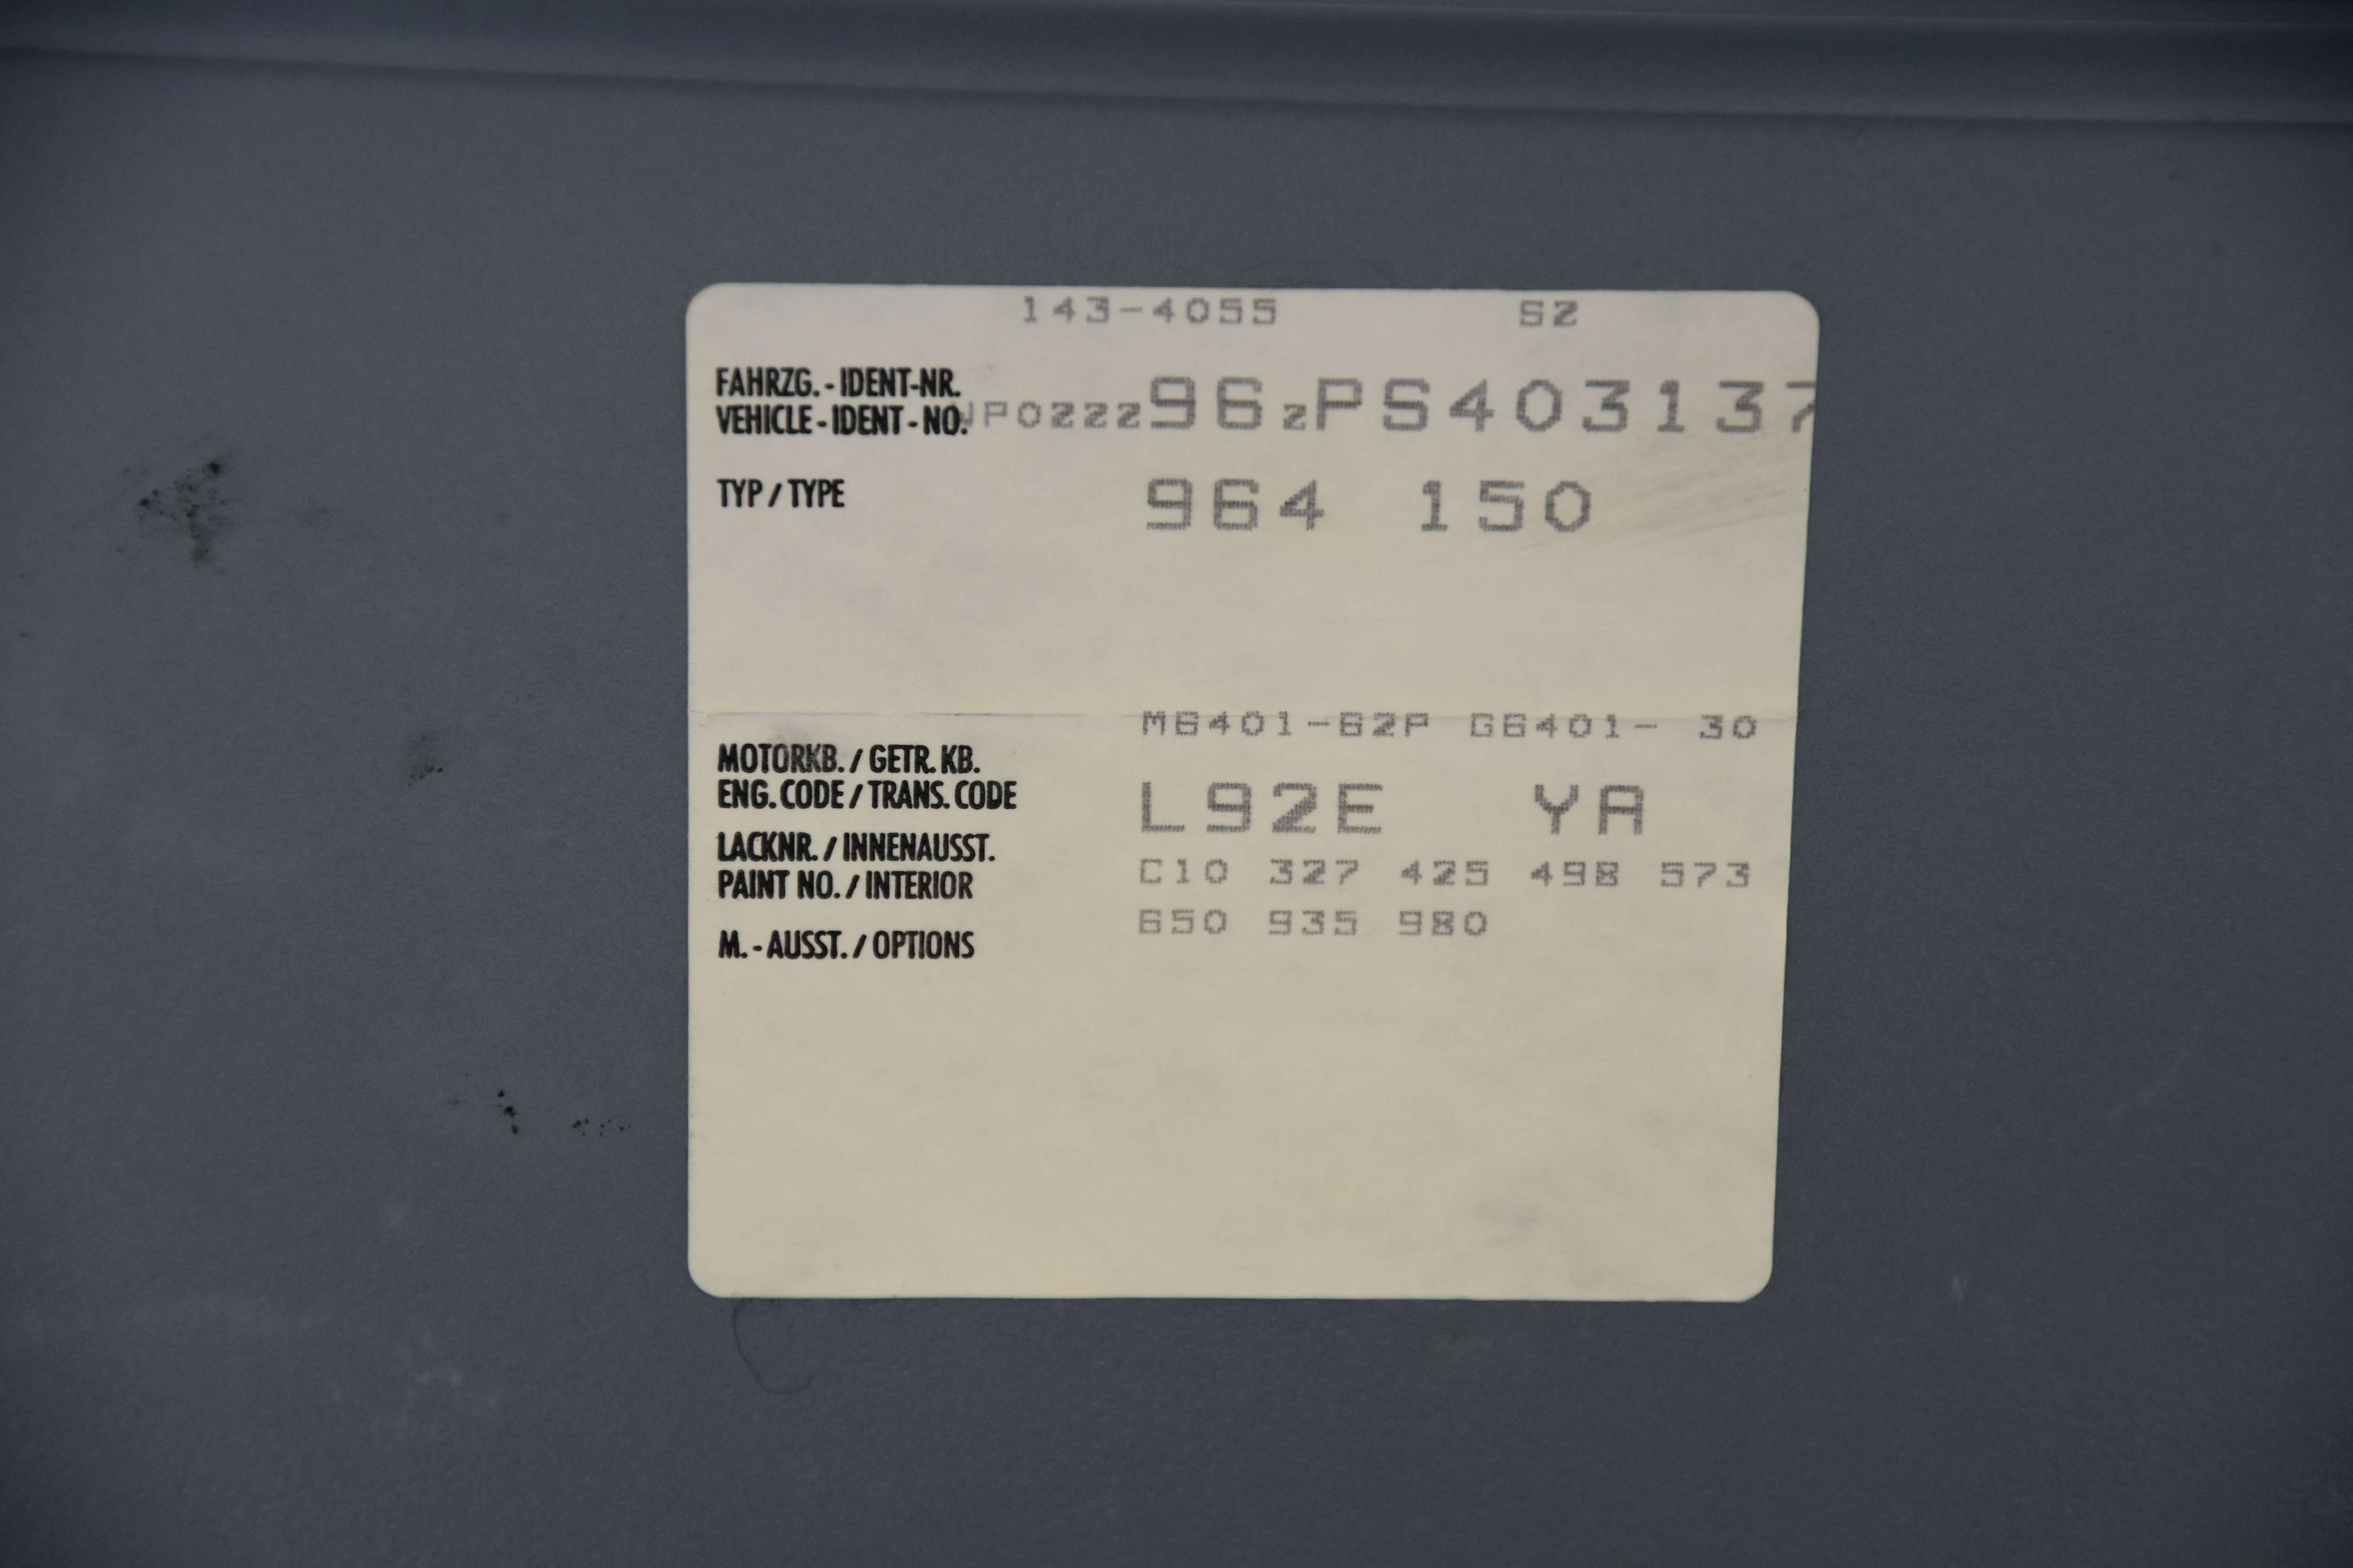 143-4055 SZ
FAHRZG. - IDENT-NR.
VEHICLE - IDENT - NO. WP0ZZZ96ZPS403137
TYP / TYPE 964 150
M6401-62P G6401- 30
MOTORKB. / GETR. KB.
ENG. CODE / TRANS. CODE L92E YA
LACKNR. / INNENAUSST.
PAINT NO. / INTERIOR C10 327 425 498 573
650 935 980
M. - AUSST. / OPTIONS